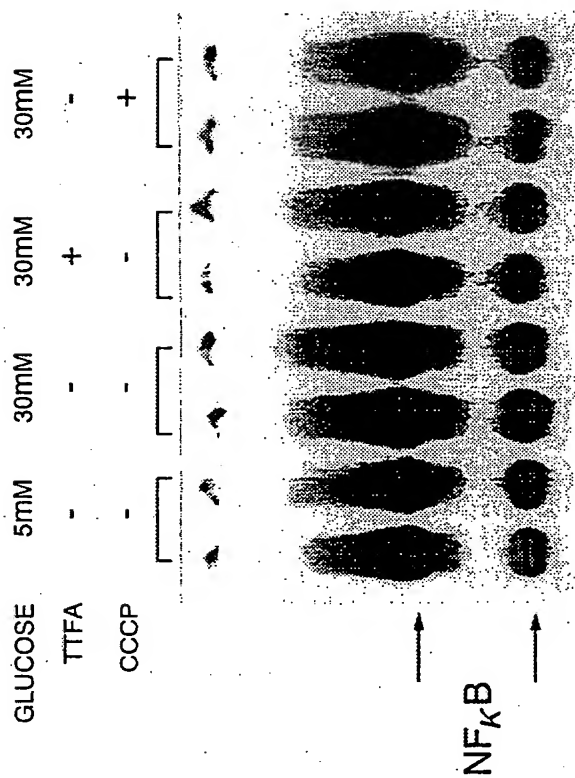 GLUCOSE 5mM 30mM 30mM 30mM
TTFA - - + -
CCCP - - - +
NFκB